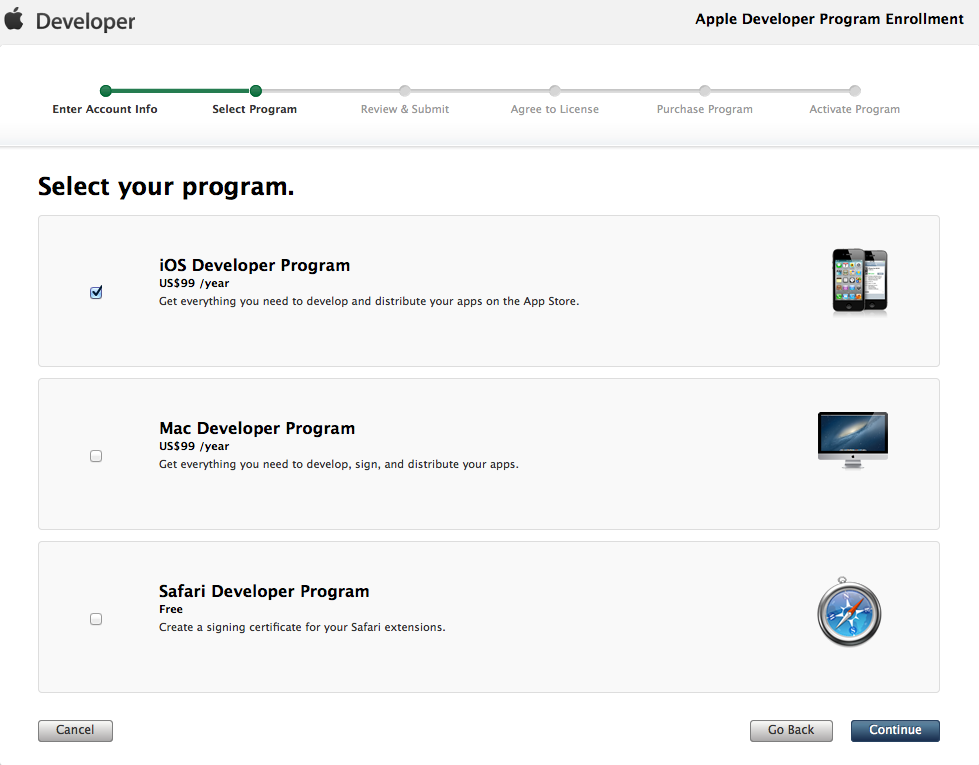 Developer
Apple Developer Program Enrollment
Enter Account Info
Select Program
Review & Submit
Agree to License
Purchase Program
Activate Program
Select your program.
iOS Developer Program
US$99 /year
Get everything you need to develop and distribute your apps on the App Store.
Mac Developer Program
US$99 /year
Get everything you need to develop, sign, and distribute your apps.
Safari Developer Program
Free
Create a signing certificate for your Safari extensions.
Cancel
Go Back
Continue